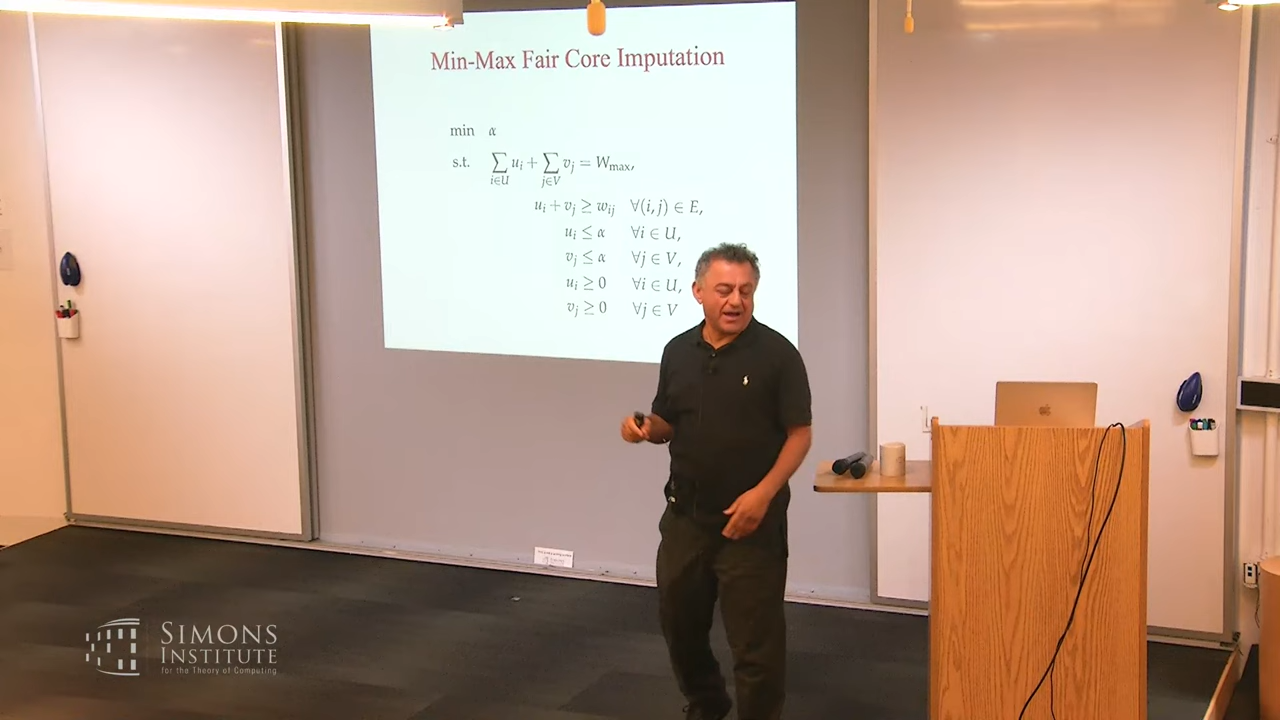 Min-Max Fair Core Imputation
min α
s.t. ∑_{i∈U} u_i + ∑_{j∈V} v_j = W_max,
u_i + v_j ≥ w_ij ∀(i, j) ∈ E,
u_i ≤ α ∀i ∈ U,
v_j ≤ α ∀j ∈ V,
u_i ≥ 0 ∀i ∈ U,
v_j ≥ 0 ∀j ∈ V
SIMONS
INSTITUTE
for the Theory of Computing